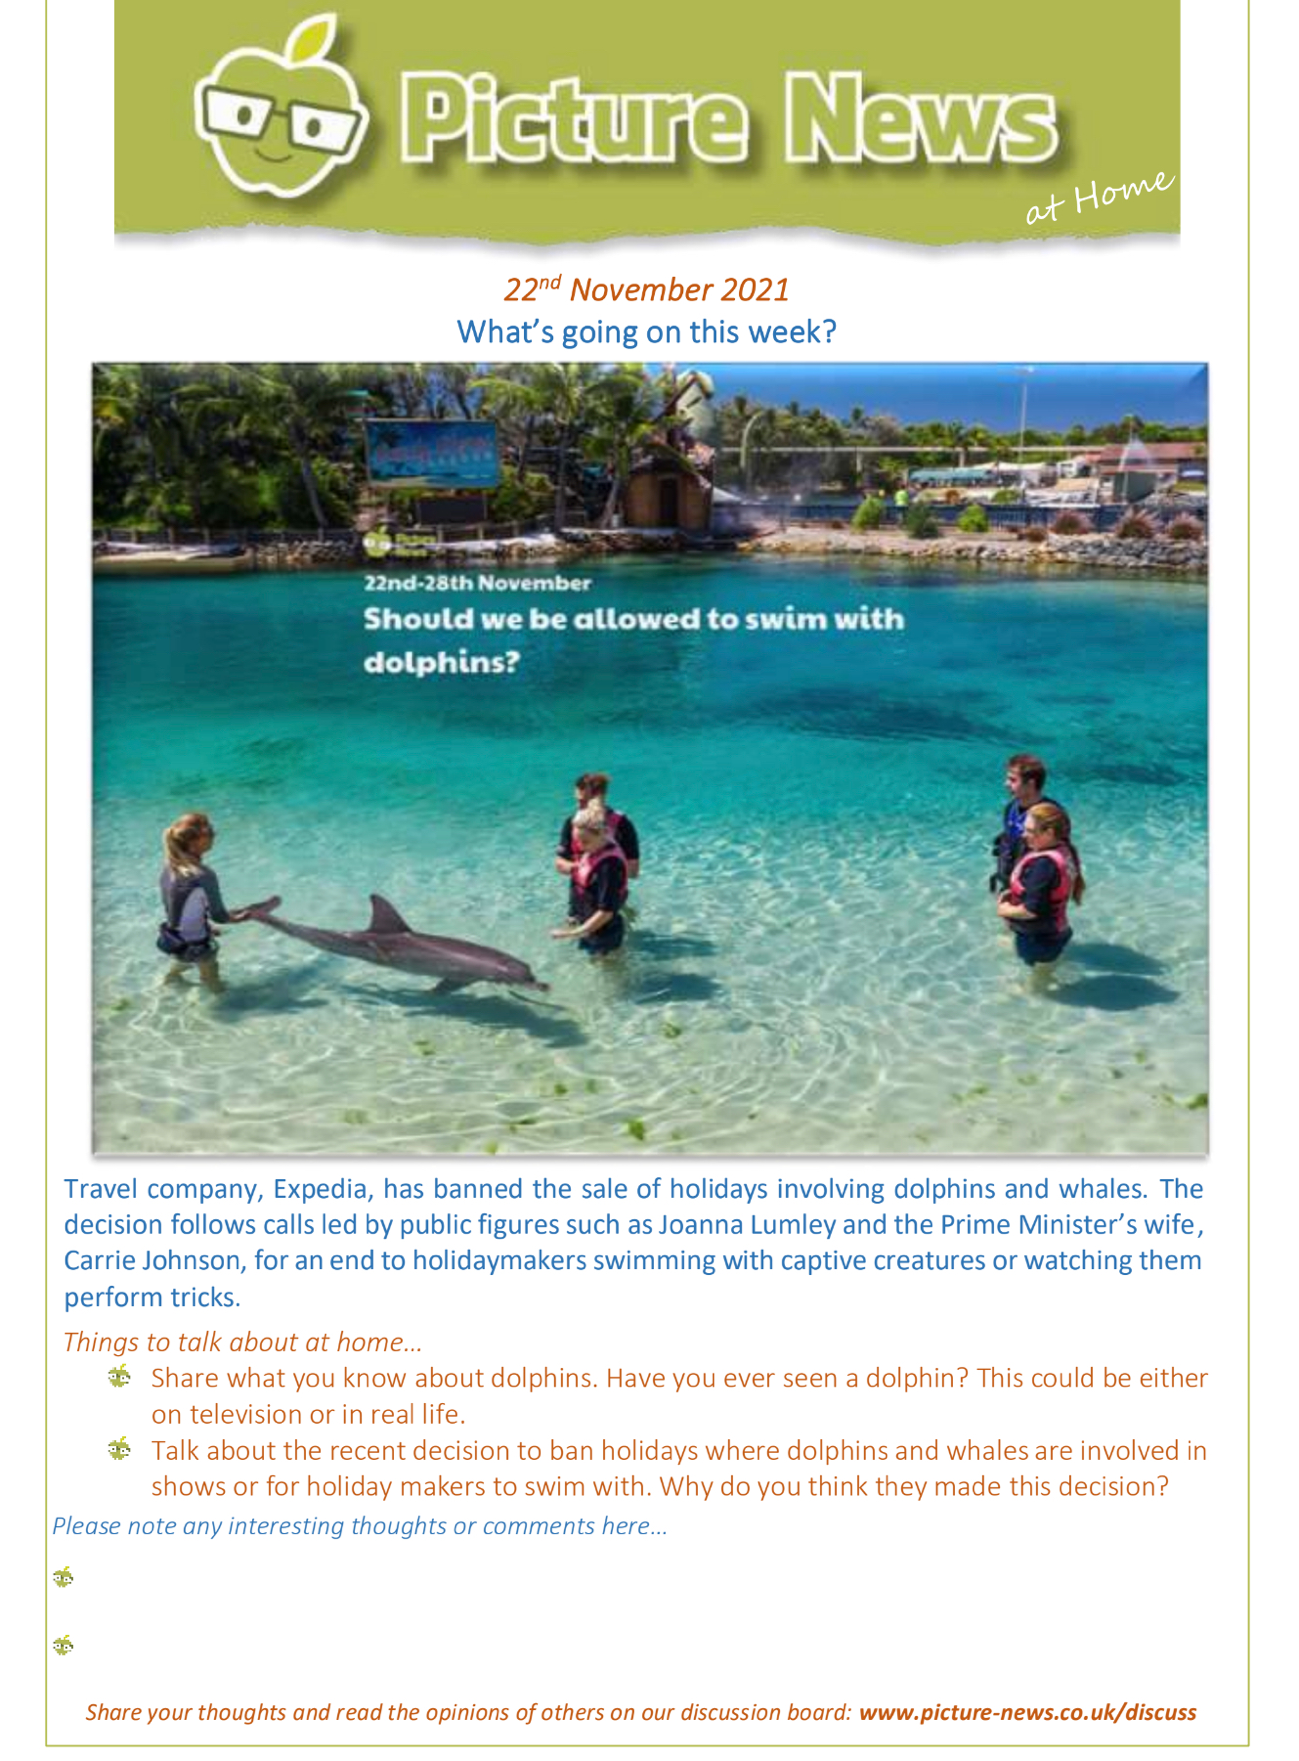 Picture News
at Home
22nd November 2021
What's going on this week?
22nd-28th November
Should we be allowed to swim with
dolphins?
Travel company, Expedia, has banned the sale of holidays involving dolphins and whales. The
decision follows calls led by public figures such as Joanna Lumley and the Prime Minister's wife,
Carrie Johnson, for an end to holidaymakers swimming with captive creatures or watching them
perform tricks.
Things to talk about at home…
Share what you know about dolphins. Have you ever seen a dolphin? This could be either
on television or in real life.
Talk about the recent decision to ban holidays where dolphins and whales are involved in
shows or for holiday makers to swim with. Why do you think they made this decision?
Please note any interesting thoughts or comments here…
Share your thoughts and read the opinions of others on our discussion board: www.picture-news.co.uk/discuss